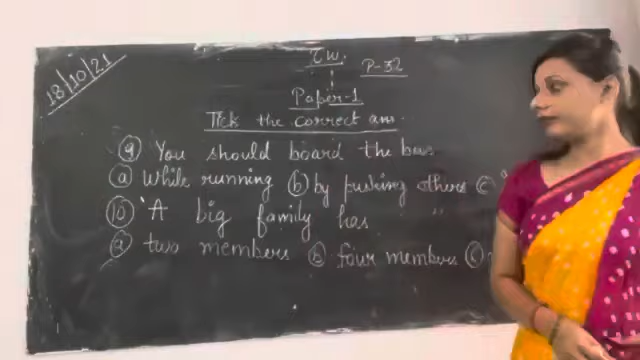 18/10/21
C.W.
P-32
Paper-1
Tick the correct ans.
9 You should board the bus
a while running b by pushing others c
10 A big family has
a two members b four members c